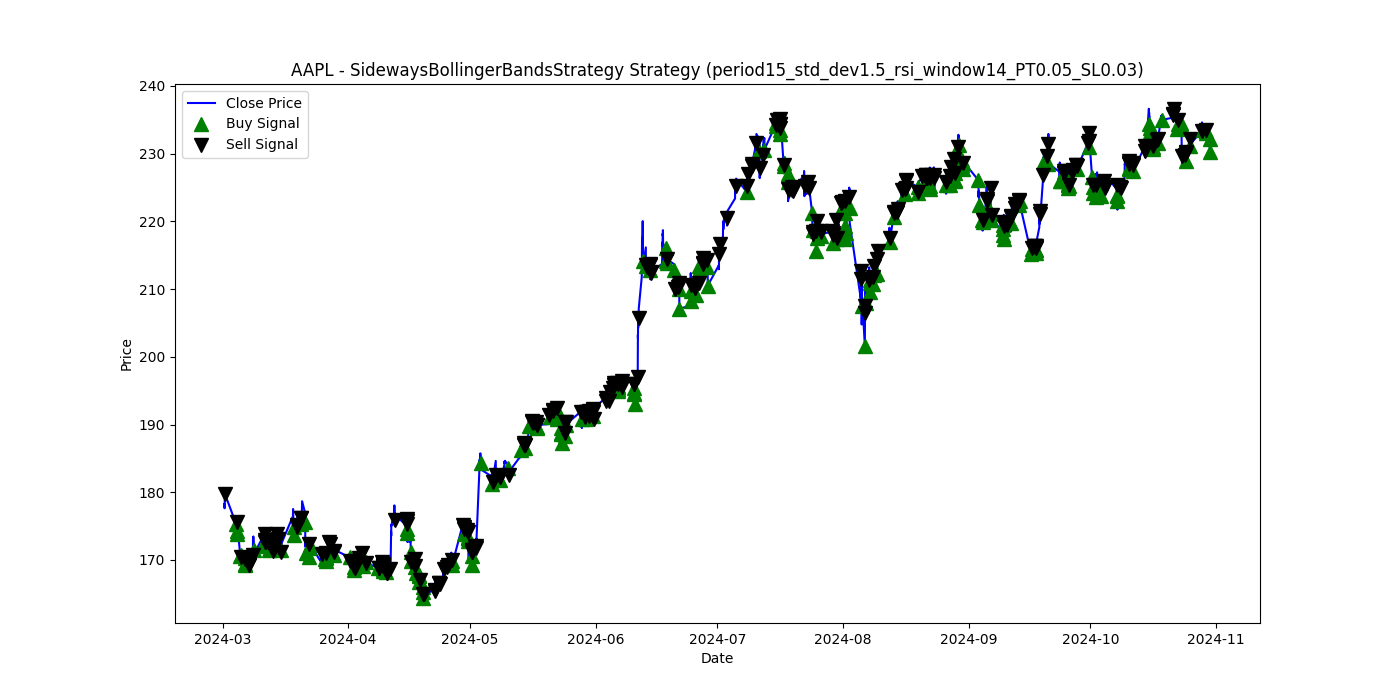 AAPL - SidewaysBollingerBandsStrategy Strategy (period15_std_dev1.5_rsi_window14_PT0.05_SL0.03)
Close Price
Buy Signal
Sell Signal
240
230
220
210
200
190
180
170
Price
2024-03 2024-04 2024-05 2024-06 2024-07 2024-08 2024-09 2024-10 2024-11
Date